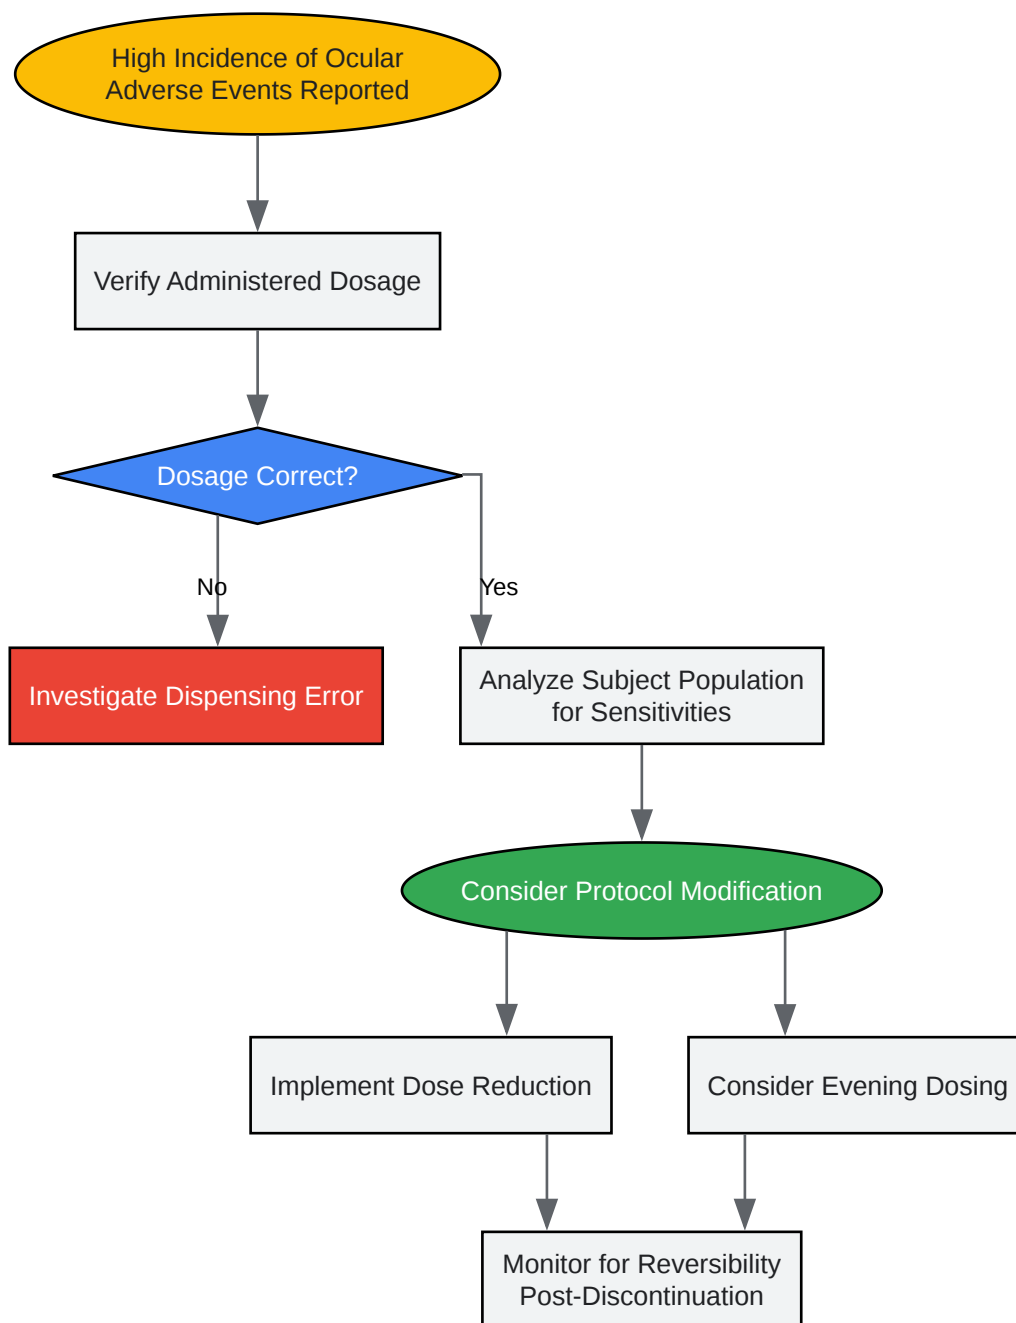 High Incidence of Ocular
Adverse Events Reported
Verify Administered Dosage
Dosage Correct?
No
Yes
Investigate Dispensing Error
Analyze Subject Population
for Sensitivities
Consider Protocol Modification
Implement Dose Reduction
Consider Evening Dosing
Monitor for Reversibility
Post-Discontinuation